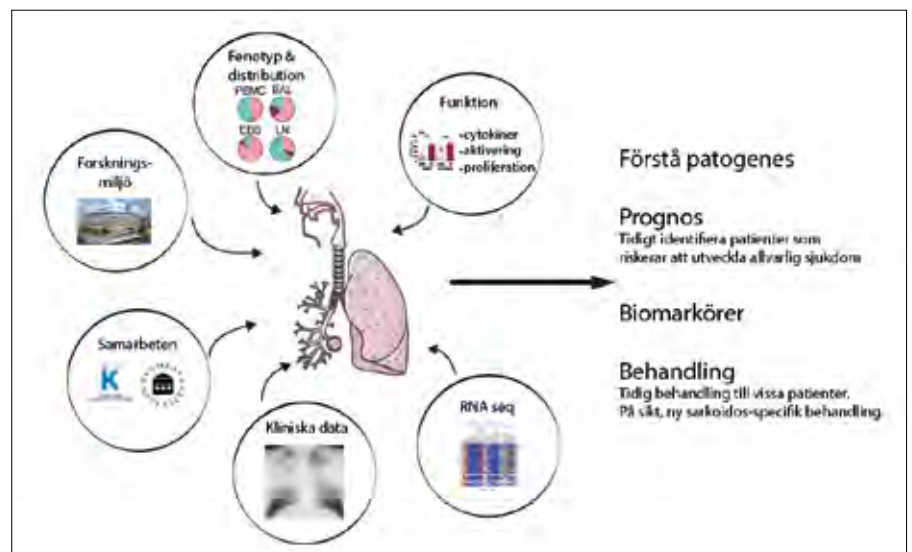 Fenotyp &
distribution
PBMC BAL
EBB LN
Funktion
-cytokiner
-aktivering
-proliferation
Forsknings-
miljö
Förstå patogenes
Prognos
Tidigt identifiera patienter som
riskerar att utveckla allvarlig sjukdom
Biomarkörer
Samarbeten
K
Behandling
Tidig behandling till vissa patienter.
På sikt, ny sarkoidos-specifik behandling.
RNA seq
Kliniska data